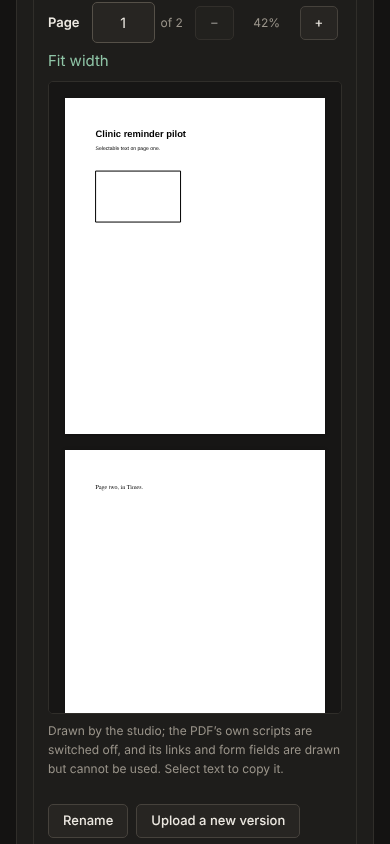 Page 1 of 2 − 42% +
Fit width
Clinic reminder pilot
Selectable text on page one.
Page two, in Times.
Drawn by the studio; the PDF’s own scripts are
switched off, and its links and form fields are drawn
but cannot be used. Select text to copy it.
Rename Upload a new version